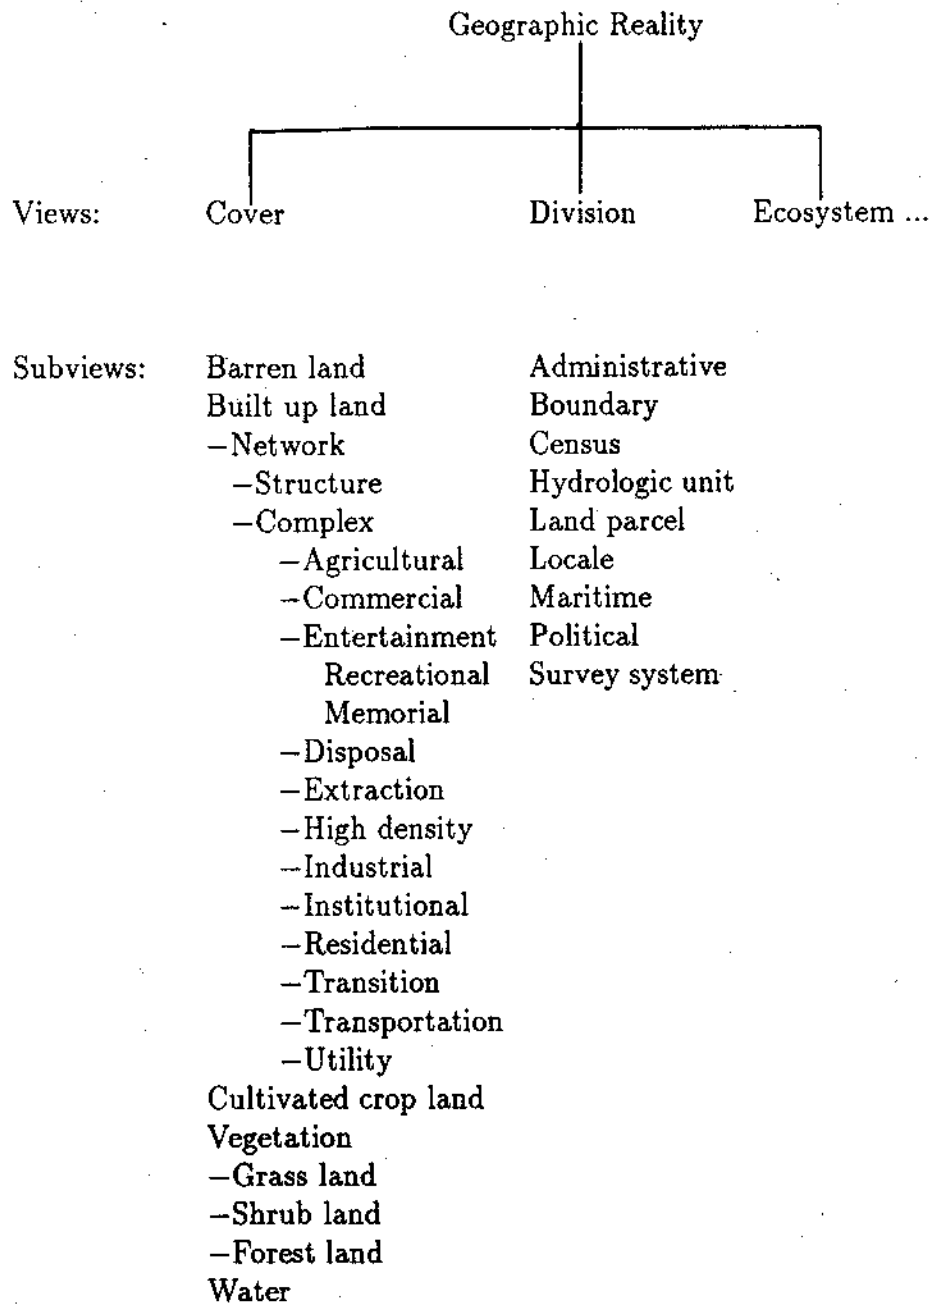 Geographic Reality
Views: Cover Division Ecosystem ...
Subviews: Barren land Administrative
Built up land Boundary
–Network Census
–Structure Hydrologic unit
–Complex Land parcel
–Agricultural Locale
–Commercial Maritime
–Entertainment Political
Recreational Survey system
Memorial
–Disposal
–Extraction
–High density
–Industrial
–Institutional
–Residential
–Transition
–Transportation
–Utility
Cultivated crop land
Vegetation
–Grass land
–Shrub land
–Forest land
Water